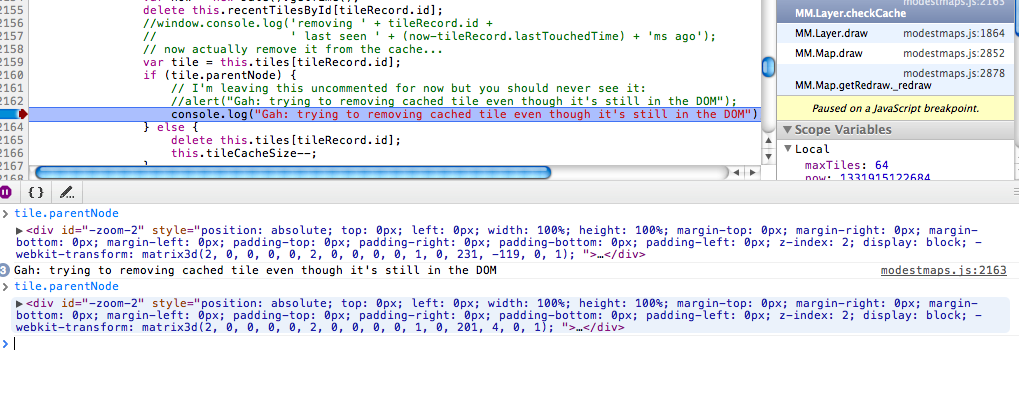 2155 delete this.recentTilesById[tileRecord.id];
2156 //window.console.log('removing ' + tileRecord.id +
2157 // ' last seen ' + (now-tileRecord.lastTouchedTime) + 'ms ago');
2158 // now actually remove it from the cache...
2159 var tile = this.tiles[tileRecord.id];
2160 if (tile.parentNode) {
2161 // I'm leaving this uncommented for now but you should never see it:
2162 //alert("Gah: trying to removing cached tile even though it's still in the DOM");
console.log("Gah: trying to removing cached tile even though it's still in the DOM")
2164 } else {
2165 delete this.tiles[tileRecord.id];
2166 this.tileCacheSize--;
2167 }
2168
modestmaps.js:2163
MM.Layer.checkCache
MM.Layer.draw modestmaps.js:1864
MM.Map.draw modestmaps.js:2852
modestmaps.js:2878
MM.Map.getRedraw._redraw
Paused on a JavaScript breakpoint.
Scope Variables
Local
maxTiles: 64
now: 1331915122684
{ }
> tile.parentNode
<div id="-zoom-2" style="position: absolute; top: 0px; left: 0px; width: 100%; height: 100%; margin-top: 0px; margin-right: 0px; margin-
bottom: 0px; margin-left: 0px; padding-top: 0px; padding-right: 0px; padding-bottom: 0px; padding-left: 0px; z-index: 2; display: block; -
webkit-transform: matrix3d(2, 0, 0, 0, 0, 2, 0, 0, 0, 0, 1, 0, 231, -119, 0, 1); ">…</div>
3 Gah: trying to removing cached tile even though it's still in the DOM modestmaps.js:2163
> tile.parentNode
<div id="-zoom-2" style="position: absolute; top: 0px; left: 0px; width: 100%; height: 100%; margin-top: 0px; margin-right: 0px; margin-
bottom: 0px; margin-left: 0px; padding-top: 0px; padding-right: 0px; padding-bottom: 0px; padding-left: 0px; z-index: 2; display: block; -
webkit-transform: matrix3d(2, 0, 0, 0, 0, 2, 0, 0, 0, 0, 1, 0, 201, 4, 0, 1); ">…</div>
>